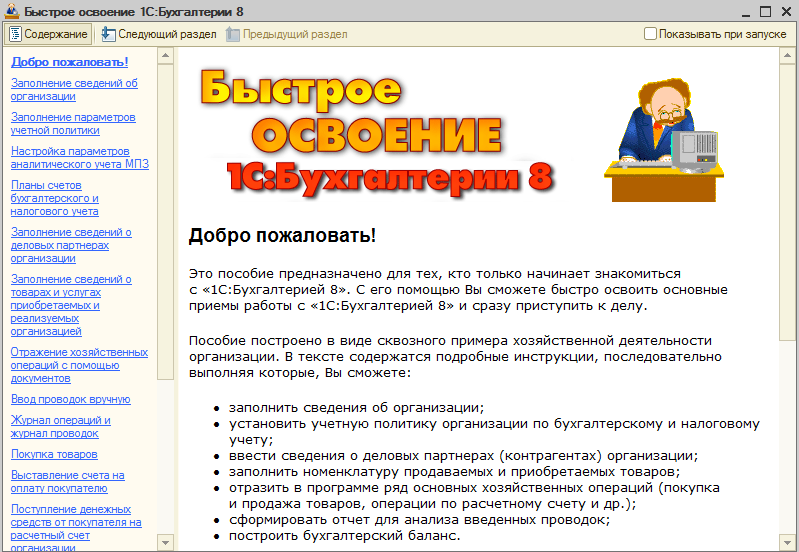 Быстрое освоение 1С:Бухгалтерии 8
Содержание Следующий раздел Предыдущий раздел Показывать при запуске
Добро пожаловать!
Заполнение сведений об
организации
Заполнение параметров
учетной политики
Настройка параметров
аналитического учета МПЗ
Планы счетов
бухгалтерского и
налогового учета
Заполнение сведений о
деловых партнерах
организации
Заполнение сведений о
товарах и услугах
приобретаемых и
реализуемых
организацией
Отражение хозяйственных
операций с помощью
документов
Ввод проводок вручную
Журнал операций и
журнал проводок
Покупка товаров
Выставление счета на
оплату покупателю
Поступление денежных
средств от покупателя на
расчетный счет
организации
Быстрое
ОСВОЕНИЕ
1С:Бухгалтерии 8
Добро пожаловать!
Это пособие предназначено для тех, кто только начинает знакомиться
с «1С:Бухгалтерией 8». С его помощью Вы сможете быстро освоить основные
приемы работы с «1С:Бухгалтерией 8» и сразу приступить к делу.
Пособие построено в виде сквозного примера хозяйственной деятельности
организации. В тексте содержатся подробные инструкции, последовательно
выполняя которые, Вы сможете:
• заполнить сведения об организации;
• установить учетную политику организации по бухгалтерскому и налоговому
учету;
• ввести сведения о деловых партнерах (контрагентах) организации;
• заполнить номенклатуру продаваемых и приобретаемых товаров;
• отразить в программе ряд основных хозяйственных операций (покупка
и продажа товаров, операции по расчетному счету и др.);
• сформировать отчет для анализа введенных проводок;
• построить бухгалтерский баланс.